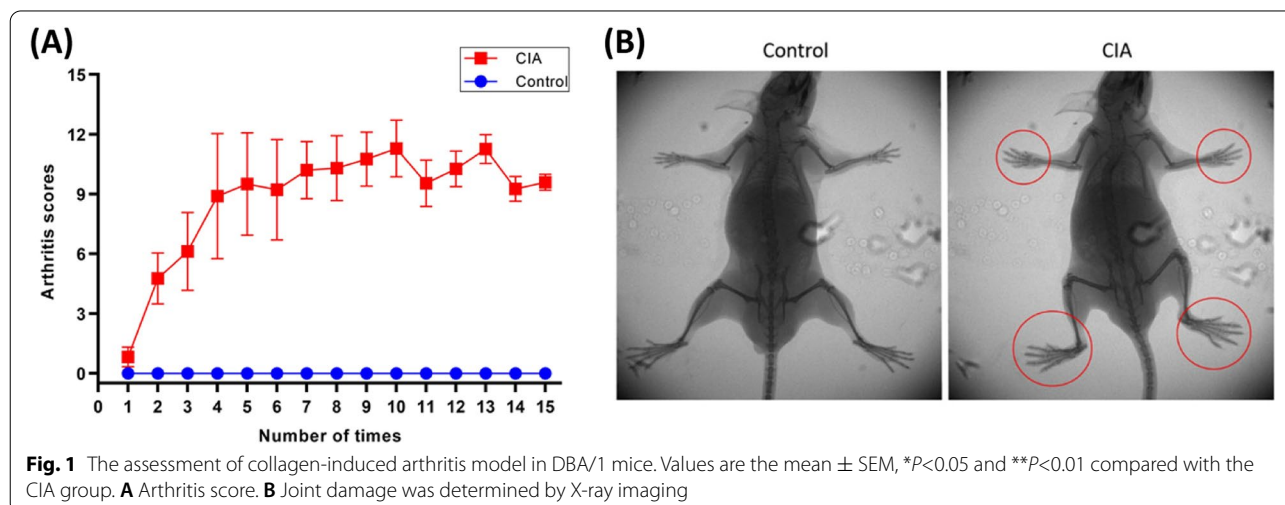 (A)
CIA
Control
15
12
9
6
3
0
Arthritis scores
0 1 2 3 4 5 6 7 8 9 10 11 12 13 14 15
Number of times
(B)
Control CIA
Fig. 1 The assessment of collagen-induced arthritis model in DBA/1 mice. Values are the mean ± SEM, *P<0.05 and **P<0.01 compared with the
CIA group. A Arthritis score. B Joint damage was determined by X-ray imaging